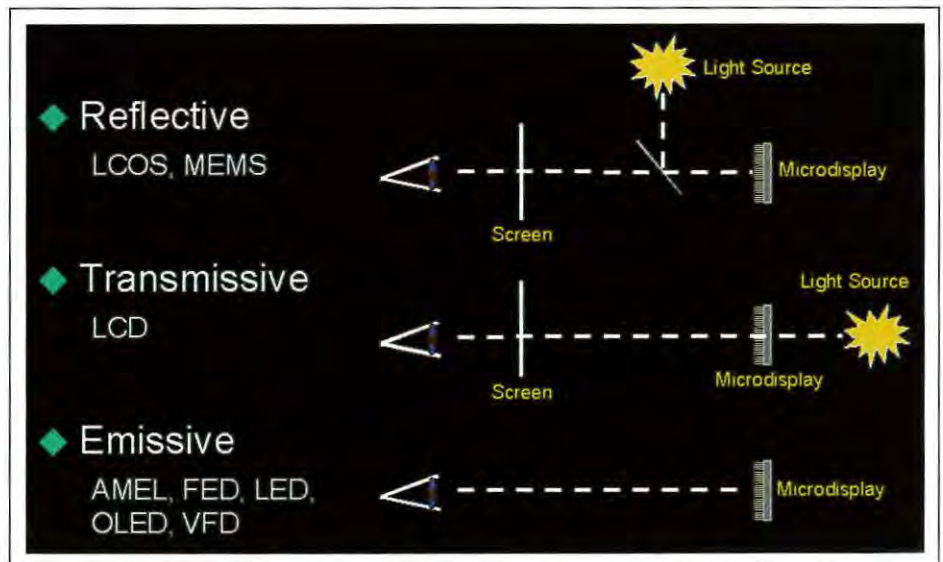 Light Source
Reflective
LCOS, MEMS
Microdisplay
Screen
Transmissive
Light Source
LCD
Microdisplay
Screen
Emissive
AMEL, FED, LED,
Microdisplay
OLED, VFD